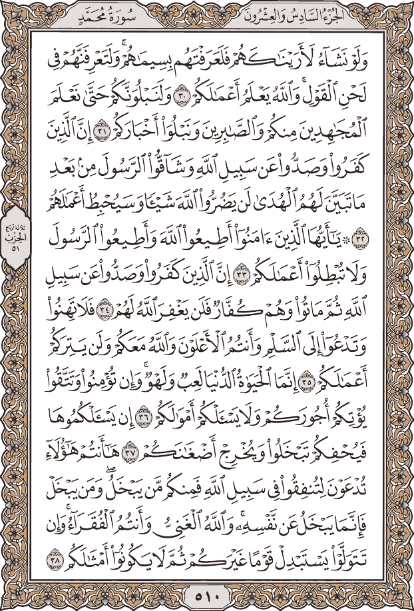 الجزء السادس والعشرون
سورة محمد
وَلَوْ نَشَآءُ لَأَرَيْنَٰكَهُمْ فَلَعَرَفْتَهُم بِسِيمَٰهُمْ ۚ وَلَتَعْرِفَنَّهُمْ فِى
لَحْنِ ٱلْقَوْلِ ۚ وَٱللَّهُ يَعْلَمُ أَعْمَٰلَكُمْ ٣٠ وَلَنَبْلُوَنَّكُمْ حَتَّىٰ نَعْلَمَ
ٱلْمُجَٰهِدِينَ مِنكُمْ وَٱلصَّٰبِرِينَ وَنَبْلُوَا۟ أَخْبَارَكُمْ ٣١ إِنَّ ٱلَّذِينَ
كَفَرُوا۟ وَصَدُّوا۟ عَن سَبِيلِ ٱللَّهِ وَشَآقُّوا۟ ٱلرَّسُولَ مِنۢ بَعْدِ
مَا تَبَيَّنَ لَهُمُ ٱلْهُدَىٰ لَن يَضُرُّوا۟ ٱللَّهَ شَيْـًٔا وَسَيُحْبِطُ أَعْمَٰلَهُمْ
٣٢ ۞ يَٰٓأَيُّهَا ٱلَّذِينَ ءَامَنُوٓا۟ أَطِيعُوا۟ ٱللَّهَ وَأَطِيعُوا۟ ٱلرَّسُولَ
وَلَا تُبْطِلُوٓا۟ أَعْمَٰلَكُمْ ٣٣ إِنَّ ٱلَّذِينَ كَفَرُوا۟ وَصَدُّوا۟ عَن سَبِيلِ
ٱللَّهِ ثُمَّ مَاتُوا۟ وَهُمْ كُفَّارٌ فَلَن يَغْفِرَ ٱللَّهُ لَهُمْ ٣٤ فَلَا تَهِنُوا۟
وَتَدْعُوٓا۟ إِلَى ٱلسَّلْمِ وَأَنتُمُ ٱلْأَعْلَوْنَ وَٱللَّهُ مَعَكُمْ وَلَن يَتِرَكُمْ
أَعْمَٰلَكُمْ ٣٥ إِنَّمَا ٱلْحَيَوٰةُ ٱلدُّنْيَا لَعِبٌ وَلَهْوٌ ۚ وَإِن تُؤْمِنُوا۟ وَتَتَّقُوا۟
يُؤْتِكُمْ أُجُورَكُمْ وَلَا يَسْـَٔلْكُمْ أَمْوَٰلَكُمْ ٣٦ إِن يَسْـَٔلْكُمُوهَا
فَيُحْفِكُمْ تَبْخَلُوا۟ وَيُخْرِجْ أَضْغَٰنَكُمْ ٣٧ هَٰٓأَنتُمْ هَٰٓؤُلَآءِ
تُدْعَوْنَ لِتُنفِقُوا۟ فِى سَبِيلِ ٱللَّهِ فَمِنكُم مَّن يَبْخَلُ ۖ وَمَن يَبْخَلْ
فَإِنَّمَا يَبْخَلُ عَن نَّفْسِهِۦ ۚ وَٱللَّهُ ٱلْغَنِىُّ وَأَنتُمُ ٱلْفُقَرَآءُ ۚ وَإِن
تَتَوَلَّوْا۟ يَسْتَبْدِلْ قَوْمًا غَيْرَكُمْ ثُمَّ لَا يَكُونُوٓا۟ أَمْثَٰلَكُم ٣٨
ثلاثة أرباع
الحزب
٥١
٥١٠